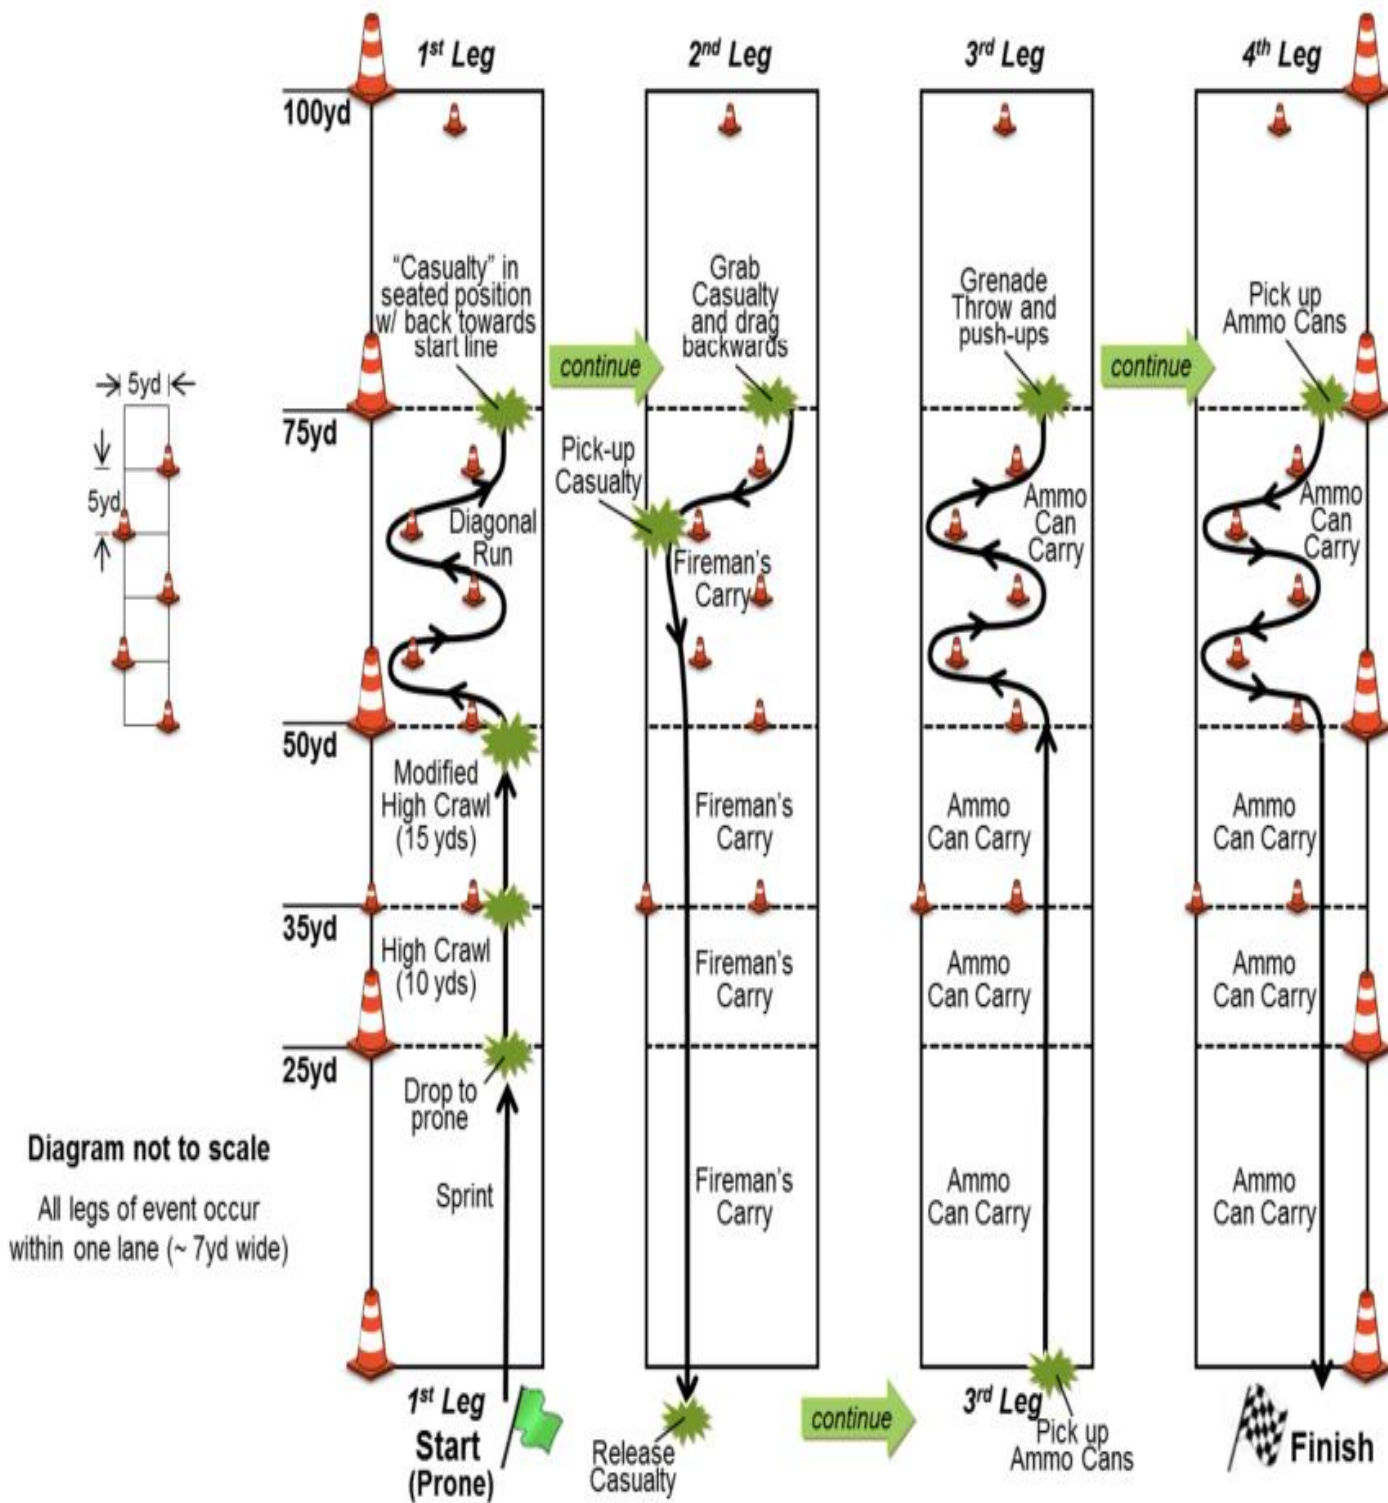 1st Leg
2nd Leg
3rd Leg
4th Leg
100yd
"Casualty" in
seated position
w/ back towards
start line
continue
Grab
Casualty
and drag
backwards
Grenade
Throw and
push-ups
continue
Pick up
Ammo Cans
5yd
5yd
75yd
Diagonal
Run
Pick-up
Casualty
Fireman's
Carry
Ammo
Can
Carry
Ammo
Can
Carry
50yd
Modified
High Crawl
(15 yds)
Fireman's
Carry
Ammo
Can Carry
Ammo
Can Carry
35yd
High Crawl
(10 yds)
Fireman's
Carry
Ammo
Can Carry
Ammo
Can Carry
25yd
Drop to
prone
Sprint
Fireman's
Carry
Ammo
Can Carry
Ammo
Can Carry
Diagram not to scale
All legs of event occur
within one lane (~ 7yd wide)
1st Leg
Start
(Prone)
Release
Casualty
continue
3rd Leg
Pick up
Ammo Cans
Finish